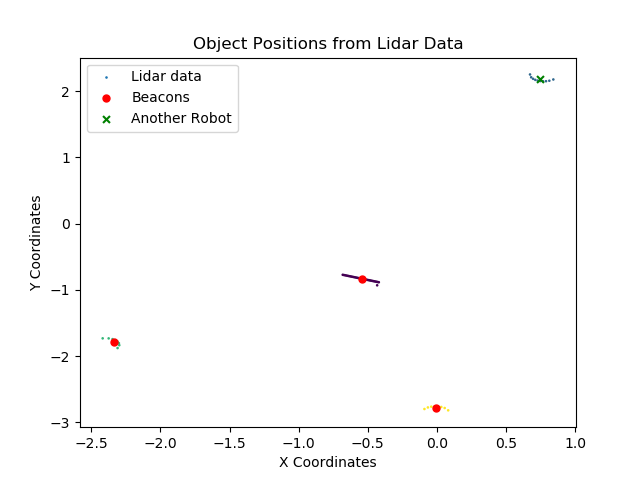 Object Positions from Lidar Data
Lidar data
Beacons
Another Robot
2
1
0
−1
−2
−3
Y Coordinates
−2.5 −2.0 −1.5 −1.0 −0.5 0.0 0.5 1.0
X Coordinates